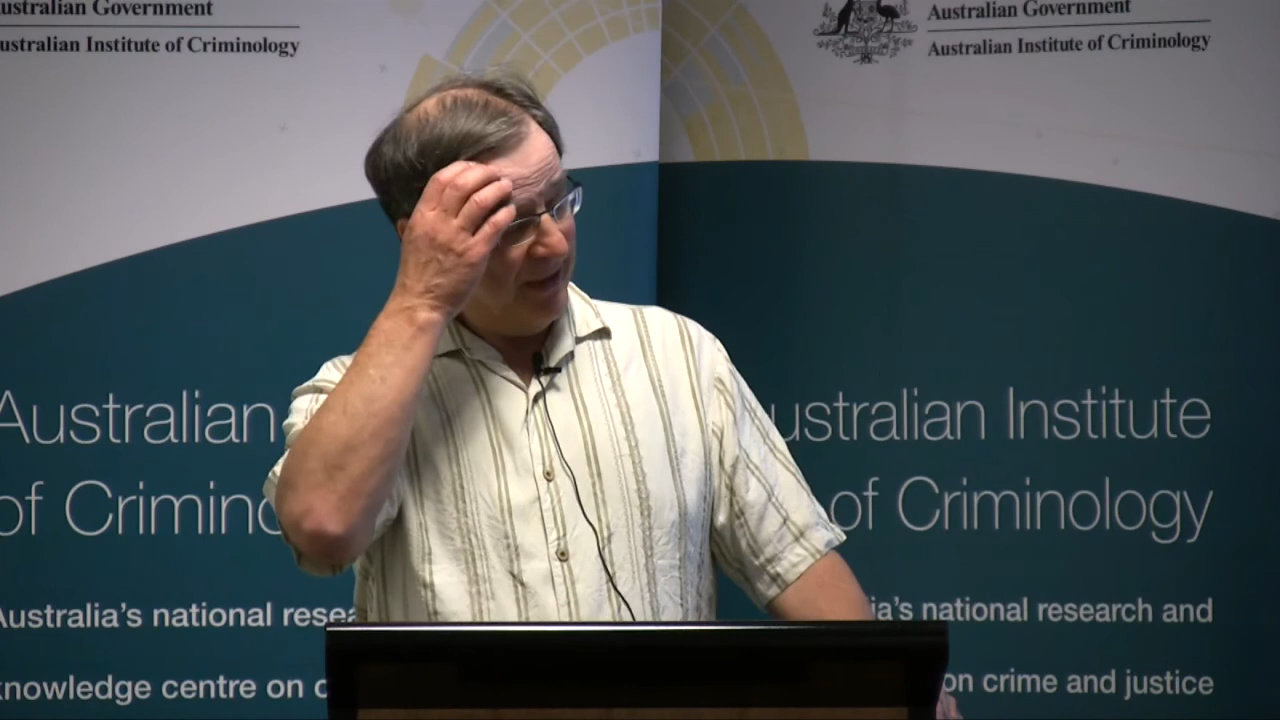 ustralian Government
ustralian Institute of Criminology
Australian
of Crimino
Australia's national resea
knowledge centre on c
Australian Government
Australian Institute of Criminology
ustralian Institute
of Criminology
ia's national research and
on crime and justice